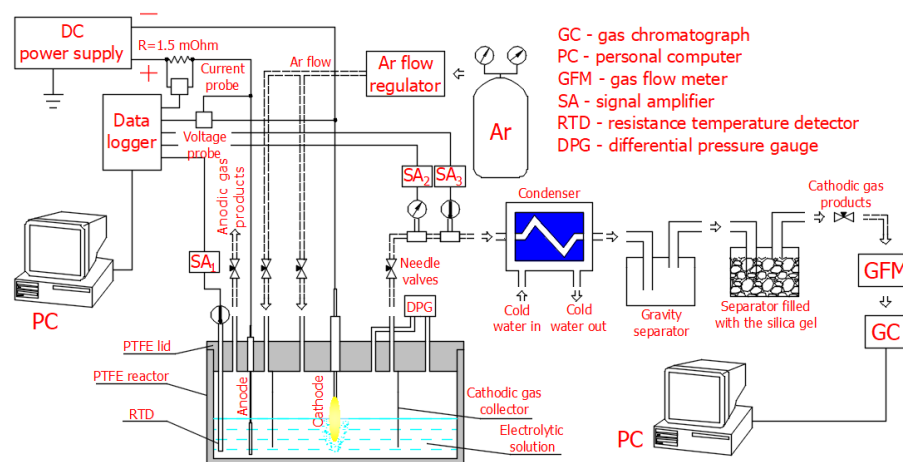 DC
power supply
−
+
R=1.5 mOhm
Current
probe
Ar flow
Ar flow
regulator
Ar
GC - gas chromatograph
PC - personal computer
GFM - gas flow meter
SA - signal amplifier
RTD - resistance temperature detector
DPG - differential pressure gauge
Data
logger
Voltage
probe
SA2
SA3
Anodic gas
products
Condenser
Cathodic gas
products
SA1
Needle
valves
GFM
PC
DPG
Cold
water in
Cold
water out
Gravity
separator
Separator filled
with the silica gel
GC
PTFE lid
PTFE reactor
RTD
Anode
Cathode
Cathodic gas
collector
Electrolytic
solution
PC